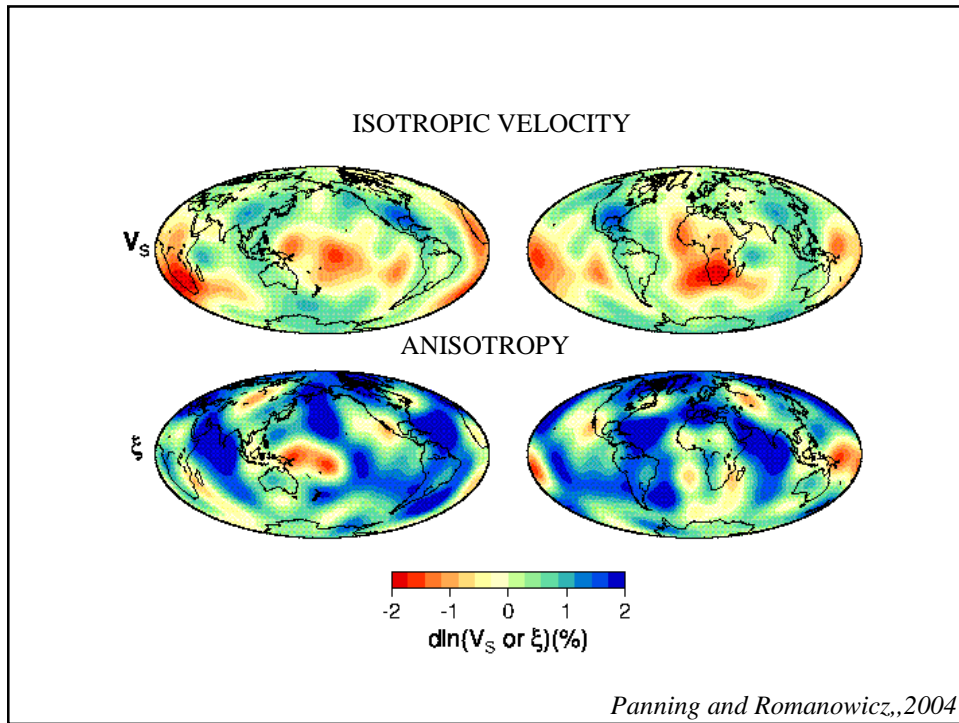 ISOTROPIC VELOCITY
Vs
ANISOTROPY
ξ
-2 -1 0 1 2
dln(VS or ξ)(%)
Panning and Romanowicz,,2004